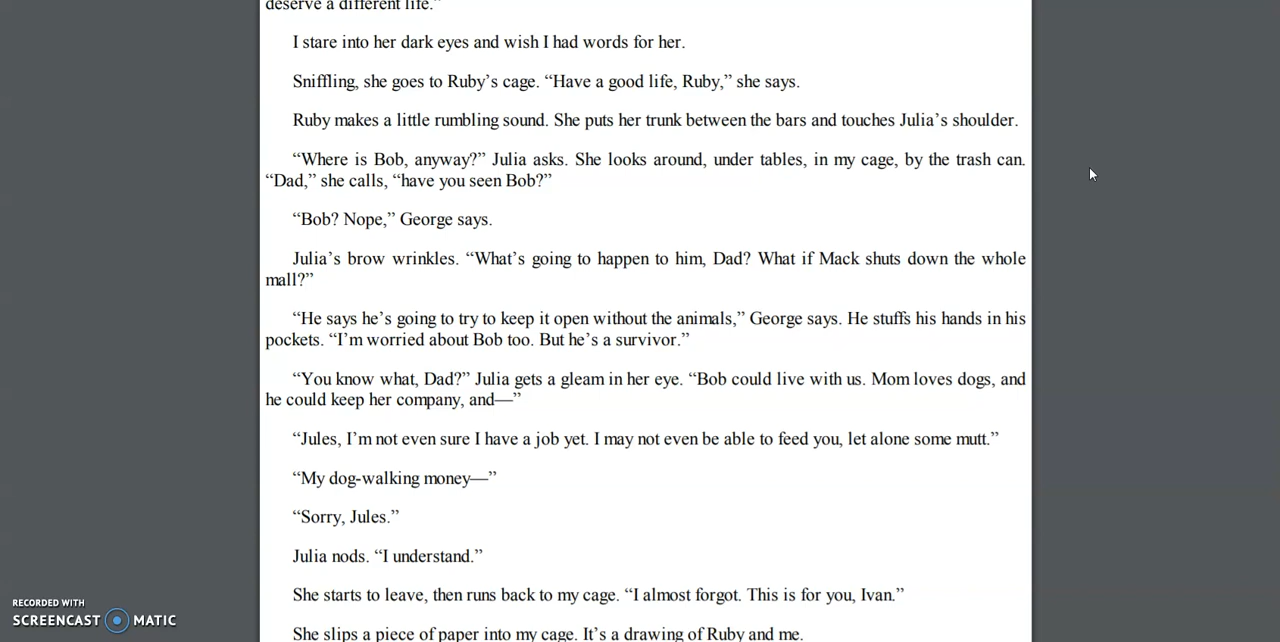 deserve a different life.”
I stare into her dark eyes and wish I had words for her.
Sniffling, she goes to Ruby’s cage. “Have a good life, Ruby,” she says.
Ruby makes a little rumbling sound. She puts her trunk between the bars and touches Julia’s shoulder.
“Where is Bob, anyway?” Julia asks. She looks around, under tables, in my cage, by the trash can.
“Dad,” she calls, “have you seen Bob?”
“Bob? Nope,” George says.
Julia’s brow wrinkles. “What’s going to happen to him, Dad? What if Mack shuts down the whole
mall?”
“He says he’s going to try to keep it open without the animals,” George says. He stuffs his hands in his
pockets. “I’m worried about Bob too. But he’s a survivor.”
“You know what, Dad?” Julia gets a gleam in her eye. “Bob could live with us. Mom loves dogs, and
he could keep her company, and—”
“Jules, I’m not even sure I have a job yet. I may not even be able to feed you, let alone some mutt.”
“My dog-walking money—”
“Sorry, Jules.”
Julia nods. “I understand.”
She starts to leave, then runs back to my cage. “I almost forgot. This is for you, Ivan.”
She slips a piece of paper into my cage. It’s a drawing of Ruby and me.
RECORDED WITH
SCREENCAST MATIC